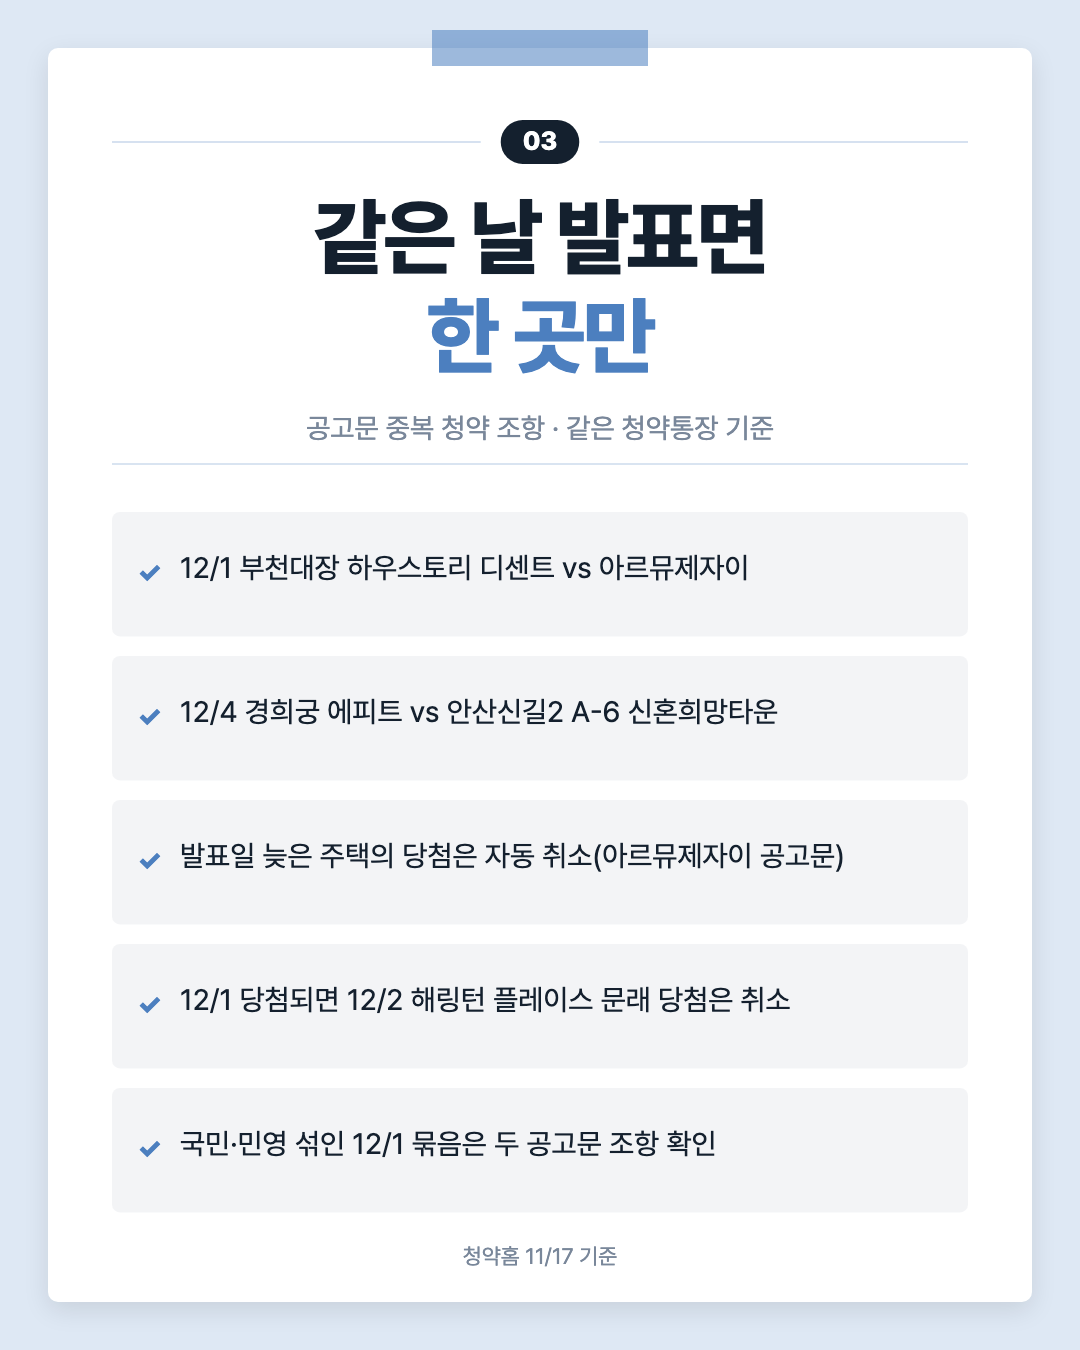 03
같은 날 발표면
한 곳만
공고문 중복 청약 조항 · 같은 청약통장 기준
12/1 부천대장 하우스토리 디센트 vs 아르뮤제자이
12/4 경희궁 에피트 vs 안산신길2 A-6 신혼희망타운
발표일 늦은 주택의 당첨은 자동 취소(아르뮤제자이 공고문)
12/1 당첨되면 12/2 해링턴 플레이스 문래 당첨은 취소
국민·민영 섞인 12/1 묶음은 두 공고문 조항 확인
청약홈 11/17 기준